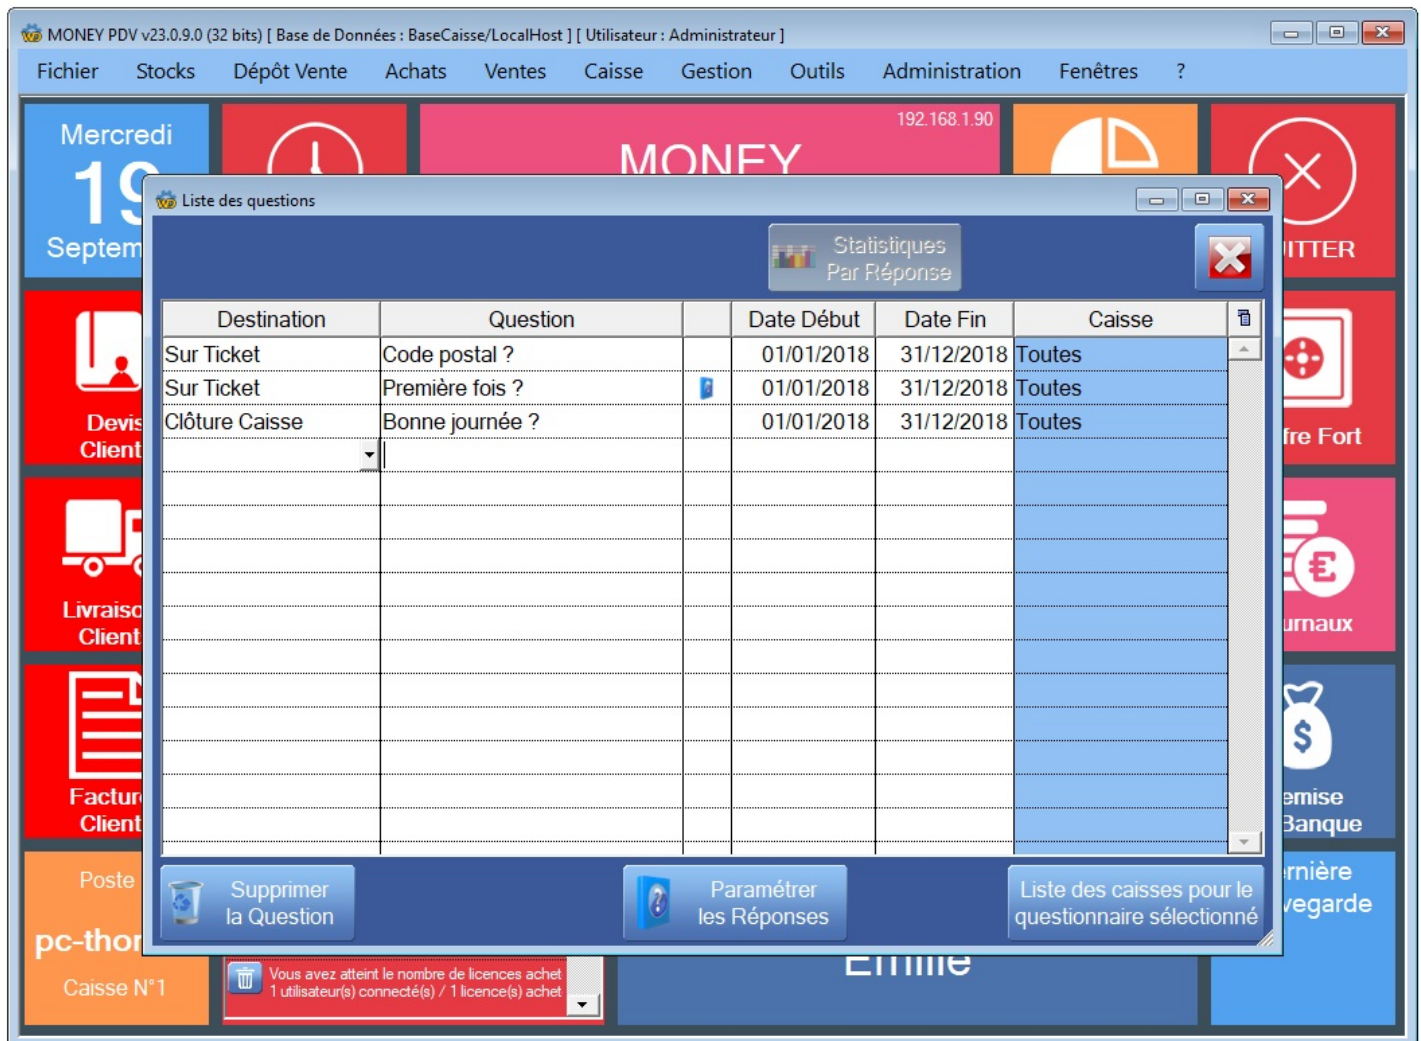 MONEY PDV v23.0.9.0 (32 bits) [ Base de Données : BaseCaisse/LocalHost ] [ Utilisateur : Administrateur ]
Fichier Stocks Dépôt Vente Achats Ventes Caisse Gestion Outils Administration Fenêtres ?
Mercredi
19
Septem
192.168.1.90
MONEY
ITTER
Liste des questions
Statistiques
Par Réponse
Destination Question Date Début Date Fin Caisse
Sur Ticket Code postal ? 01/01/2018 31/12/2018 Toutes
Sur Ticket Première fois ? 01/01/2018 31/12/2018 Toutes
Clôture Caisse Bonne journée ? 01/01/2018 31/12/2018 Toutes
Devis
Client
fre Fort
Livraiso
Client
urnaux
Factur
Client
emise
Banque
Supprimer
la Question
Paramétrer
les Réponses
Liste des caisses pour le
questionnaire sélectionné
Poste
pc-thor
Caisse N°1
Vous avez atteint le nombre de licences achet
1 utilisateur(s) connecté(s) / 1 licence(s) achet
Emilie
rnière
vegarde